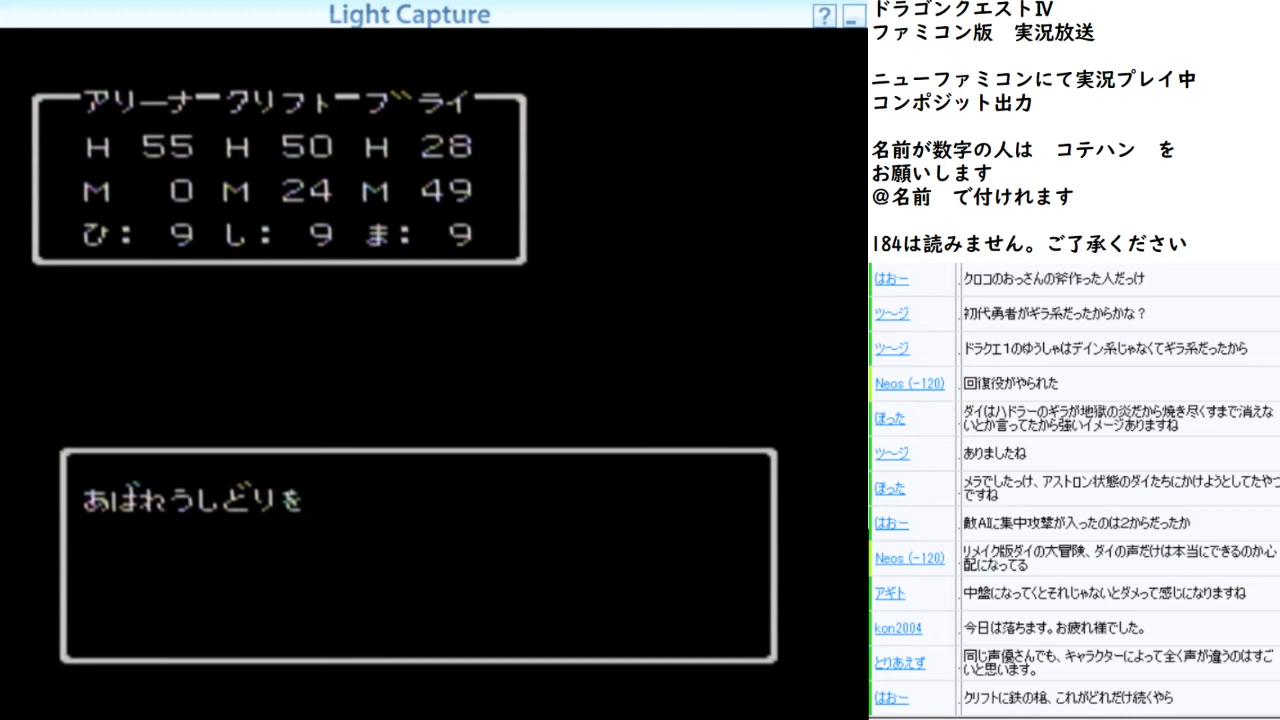 Light Capture
アリーナ クリフト ブライ
H 55 H 50 H 28
M 0 M 24 M 49
ひ: 9 し: 9 ま: 9
あばれうしどりを
ドラゴンクエストⅣ
ファミコン版　実況放送
ニューファミコンにて実況プレイ中
コンポジット出力
名前が数字の人は　コテハン　を
お願いします
@名前　で付けれます
184は読みません。ご了承ください
はおー クロコのおっさんの斧作った人だっけ
ツ～ジ 初代勇者がギラ系だったからかな？
ツ～ジ ドラクエ1のゆうしゃはデイン系じゃなくてギラ系だったから
Neos (-120) 回復役がやられた
ぽった ダイはハドラーのギラが地獄の炎だから焼き尽くすまで消えな
いとか言ってたから強いイメージありますね
ツ～ジ ありましたね
ぽった メラでしたっけ、アストロン状態のダイたちにかけようとしてたやつ
ですね
はおー 敵AIに集中攻撃が入ったのは2からだったか
Neos (-120) リメイク版ダイの大冒険、ダイの声だけは本当にできるのか心
配になってる
アギト 中盤になってくとそれじゃないとダメって感じになりますね
kon2004 今日は落ちます。お疲れ様でした。
とりあえず 同じ声優さんでも、キャラクターによって全く声が違うのはすご
いと思います。
はおー クリフトに鉄の槍、これがどれだけ続くやら